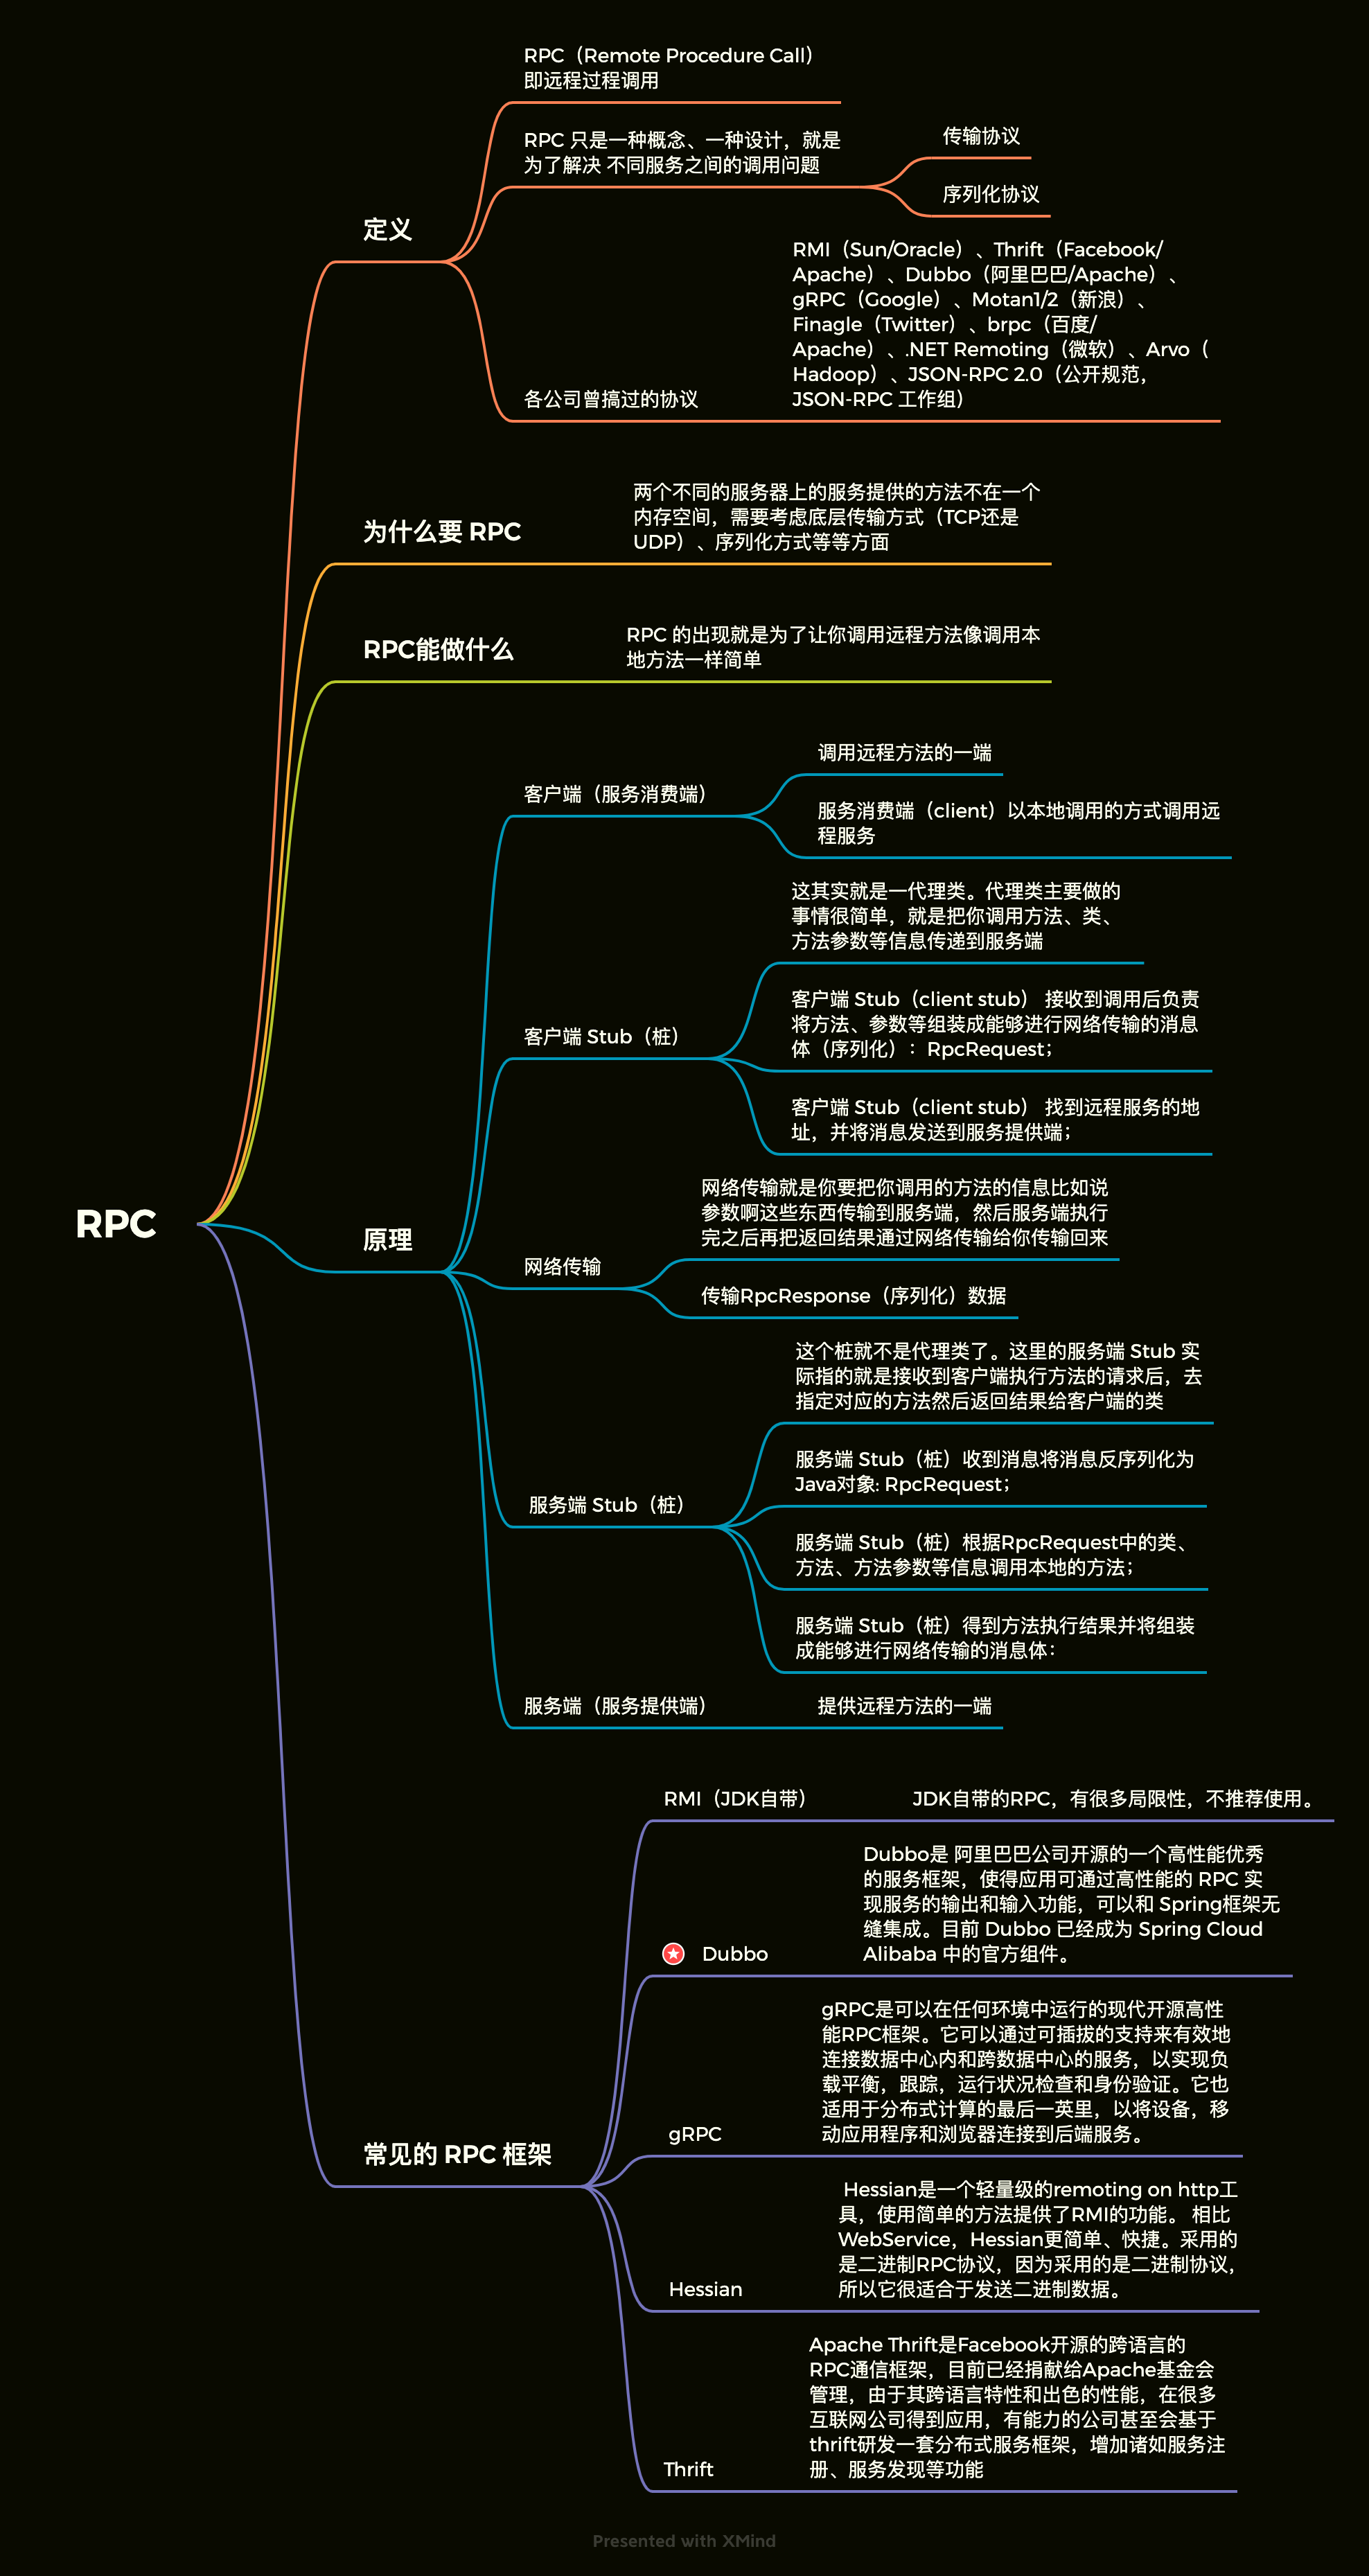 RPC
定义
RPC（Remote Procedure Call）
即远程过程调用
RPC 只是一种概念、一种设计，就是
为了解决 不同服务之间的调用问题
传输协议
序列化协议
各公司曾搞过的协议
RMI（Sun/Oracle）、Thrift（Facebook/
Apache）、Dubbo（阿里巴巴/Apache）、
gRPC（Google）、Motan1/2（新浪）、
Finagle（Twitter）、brpc（百度/
Apache）、.NET Remoting（微软）、Arvo（
Hadoop）、JSON-RPC 2.0（公开规范，
JSON-RPC 工作组）
为什么要 RPC
两个不同的服务器上的服务提供的方法不在一个
内存空间，需要考虑底层传输方式（TCP还是
UDP）、序列化方式等等方面
RPC能做什么
RPC 的出现就是为了让你调用远程方法像调用本
地方法一样简单
原理
客户端（服务消费端）
调用远程方法的一端
服务消费端（client）以本地调用的方式调用远
程服务
客户端 Stub（桩）
这其实就是一代理类。代理类主要做的
事情很简单，就是把你调用方法、类、
方法参数等信息传递到服务端
客户端 Stub（client stub） 接收到调用后负责
将方法、参数等组装成能够进行网络传输的消息
体（序列化）：RpcRequest；
客户端 Stub（client stub） 找到远程服务的地
址，并将消息发送到服务提供端；
网络传输
网络传输就是你要把你调用的方法的信息比如说
参数啊这些东西传输到服务端，然后服务端执行
完之后再把返回结果通过网络传输给你传输回来
传输RpcResponse（序列化）数据
服务端 Stub（桩）
这个桩就不是代理类了。这里的服务端 Stub 实
际指的就是接收到客户端执行方法的请求后，去
指定对应的方法然后返回结果给客户端的类
服务端 Stub（桩）收到消息将消息反序列化为
Java对象: RpcRequest；
服务端 Stub（桩）根据RpcRequest中的类、
方法、方法参数等信息调用本地的方法；
服务端 Stub（桩）得到方法执行结果并将组装
成能够进行网络传输的消息体：
服务端（服务提供端）
提供远程方法的一端
常见的 RPC 框架
RMI（JDK自带）
JDK自带的RPC，有很多局限性，不推荐使用。
Dubbo
Dubbo是 阿里巴巴公司开源的一个高性能优秀
的服务框架，使得应用可通过高性能的 RPC 实
现服务的输出和输入功能，可以和 Spring框架无
缝集成。目前 Dubbo 已经成为 Spring Cloud
Alibaba 中的官方组件。
gRPC
gRPC是可以在任何环境中运行的现代开源高性
能RPC框架。它可以通过可插拔的支持来有效地
连接数据中心内和跨数据中心的服务，以实现负
载平衡，跟踪，运行状况检查和身份验证。它也
适用于分布式计算的最后一英里，以将设备，移
动应用程序和浏览器连接到后端服务。
Hessian
Hessian是一个轻量级的remoting on http工
具，使用简单的方法提供了RMI的功能。 相比
WebService，Hessian更简单、快捷。采用的
是二进制RPC协议，因为采用的是二进制协议，
所以它很适合于发送二进制数据。
Thrift
Apache Thrift是Facebook开源的跨语言的
RPC通信框架，目前已经捐献给Apache基金会
管理，由于其跨语言特性和出色的性能，在很多
互联网公司得到应用，有能力的公司甚至会基于
thrift研发一套分布式服务框架，增加诸如服务注
册、服务发现等功能
Presented with XMind